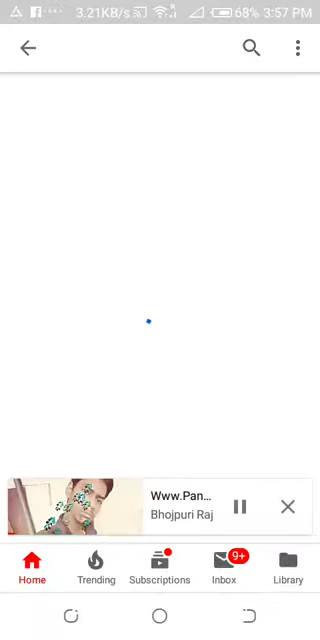 3.21KB/s 68% 3:57 PM
Www.Pan...
Bhojpuri Raj
9+
Home Trending Subscriptions Inbox Library